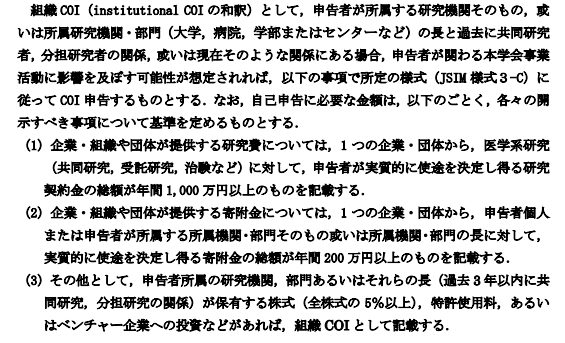 組織 COI（institutional COI の和訳）として，申告者が所属する研究機関そのもの，或
いは所属研究機関・部門（大学，病院，学部またはセンターなど）の長と過去に共同研究
者，分担研究者の関係，或いは現在そのような関係にある場合，申告者が関わる本学会事業
活動に影響を及ぼす可能性が想定されれば，以下の事項で所定の様式（JSIM 様式３-C）に
従って COI 申告するものとする．なお，自己申告に必要な金額は，以下のごとく，各々の開
示すべき事項について基準を定めるものとする．
（1）企業・組織や団体が提供する研究費については，１つの企業・団体から，医学系研究
（共同研究，受託研究，治験など）に対して，申告者が実質的に使途を決定し得る研究
契約金の総額が年間 1,000 万円以上のものを記載する．
（2）企業・組織や団体が提供する寄附金については，１つの企業・団体から，申告者個人
または申告者が所属する所属機関・部門そのもの或いは所属機関・部門の長に対して，
実質的に使途を決定し得る寄附金の総額が年間 200 万円以上のものを記載する．
（3）その他として，申告者所属の研究機関，部門あるいはそれらの長（過去３年以内に共
同研究，分担研究の関係）が保有する株式（全株式の 5％以上），特許使用料，あるい
はベンチャー企業への投資などがあれば，組織 COI として記載する．